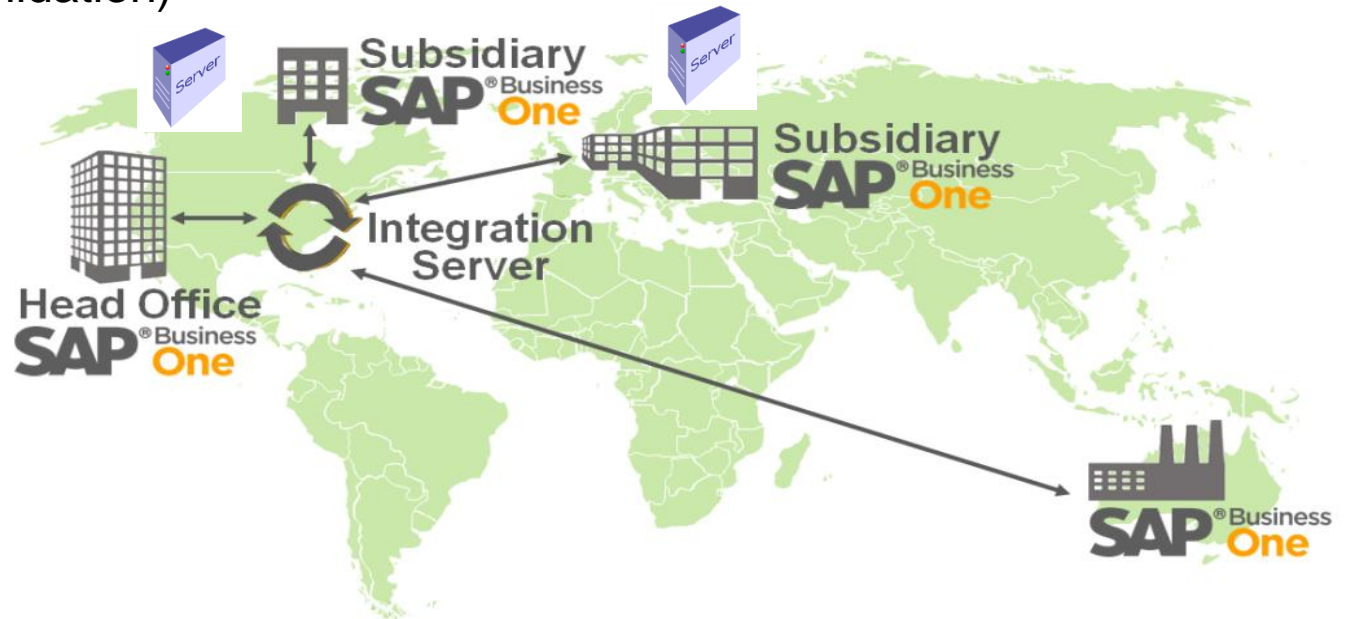 lidation)
Server
Subsidiary
SAP® Business
One
Server
Subsidiary
SAP® Business
One
Integration
Server
Head Office
SAP® Business
One
SAP® Business
One